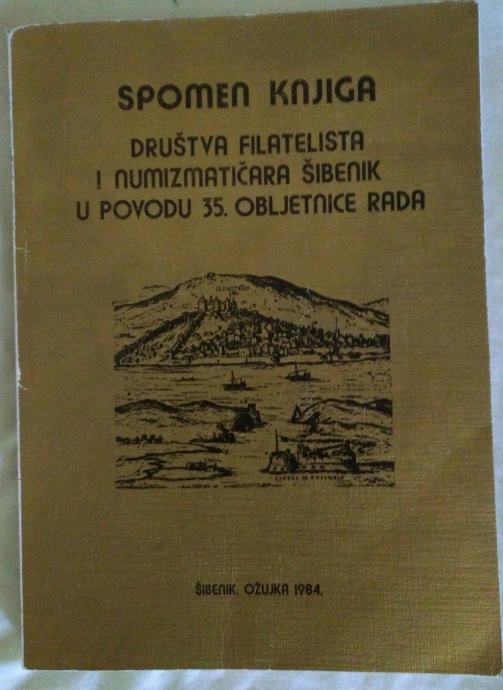 SPOMEN KNJIGA
DRUŠTVA FILATELISTA
I NUMIZMATIČARA ŠIBENIK
U POVODU 35. OBLJETNICE RADA
ŠIBENIK, OŽUJKA 1984.